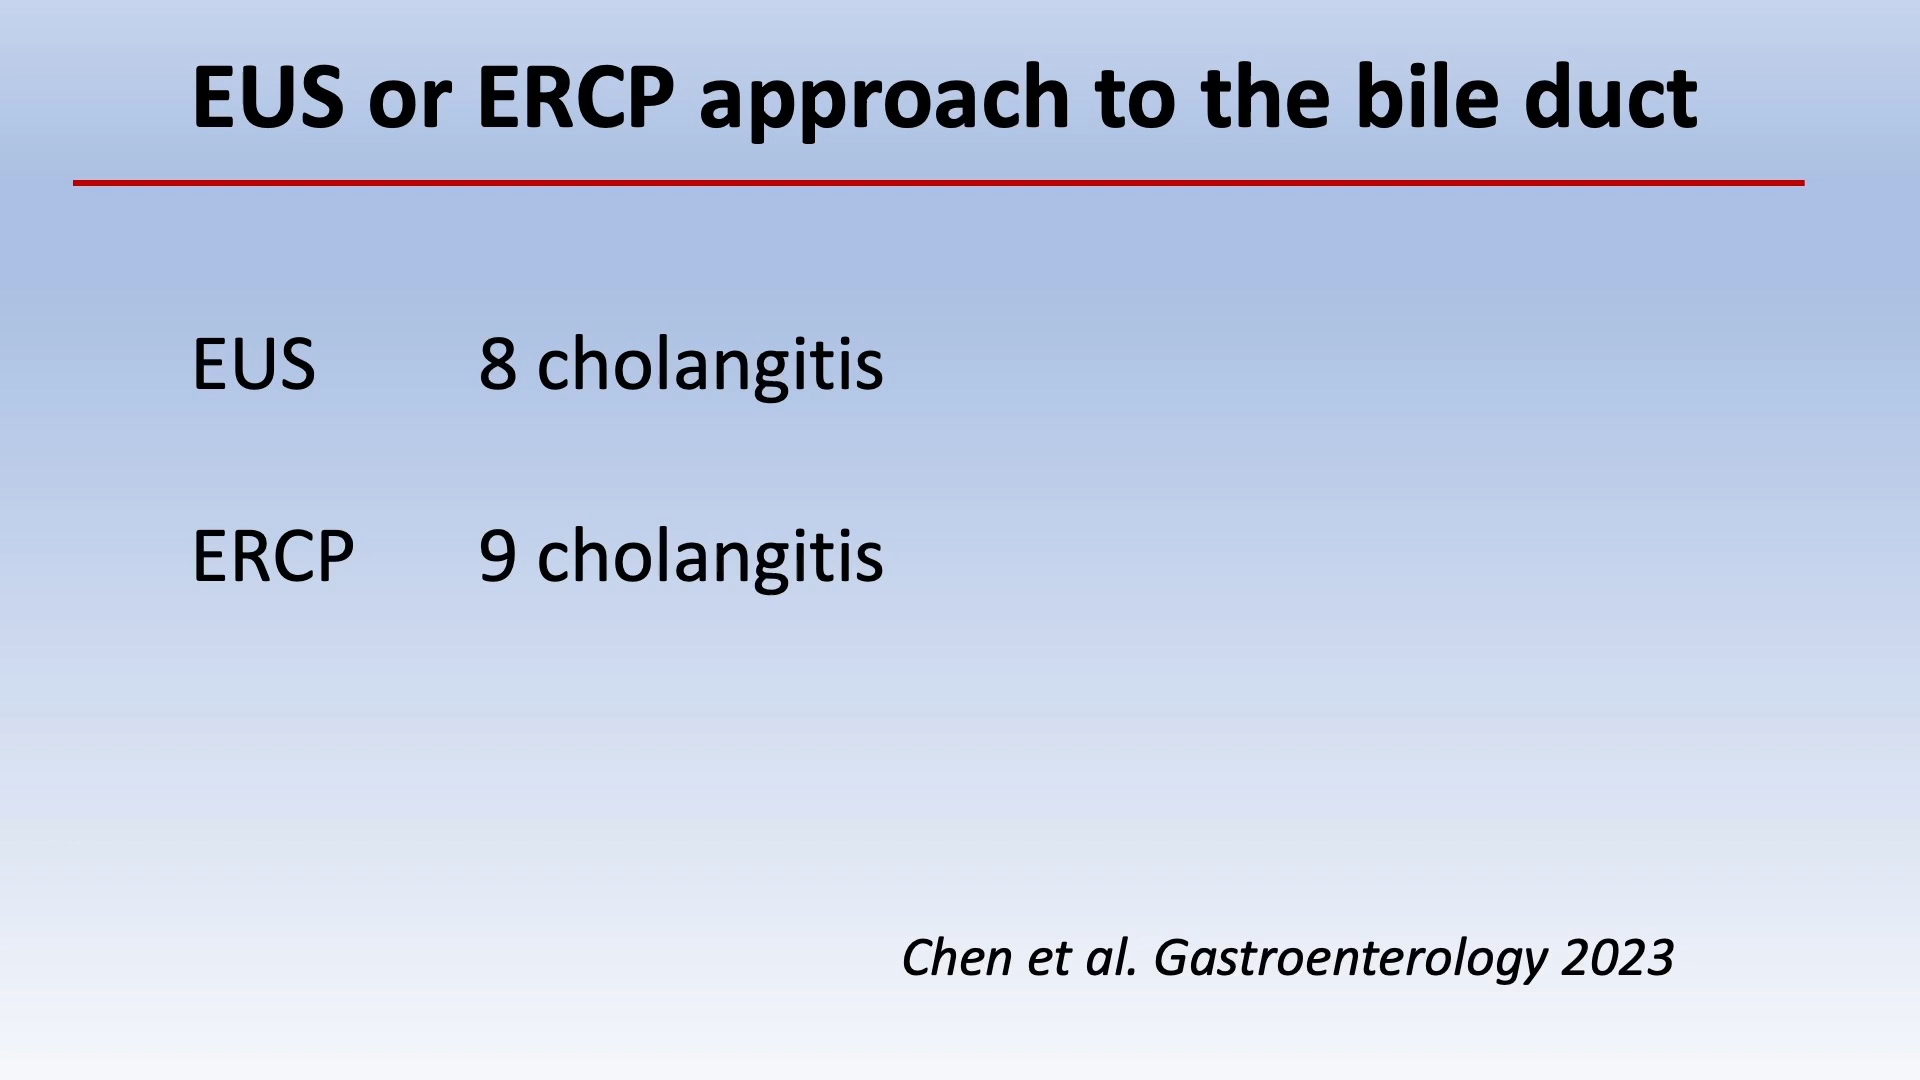 EUS or ERCP approach to the bile duct
EUS 8 cholangitis
ERCP 9 cholangitis
Chen et al. Gastroenterology 2023